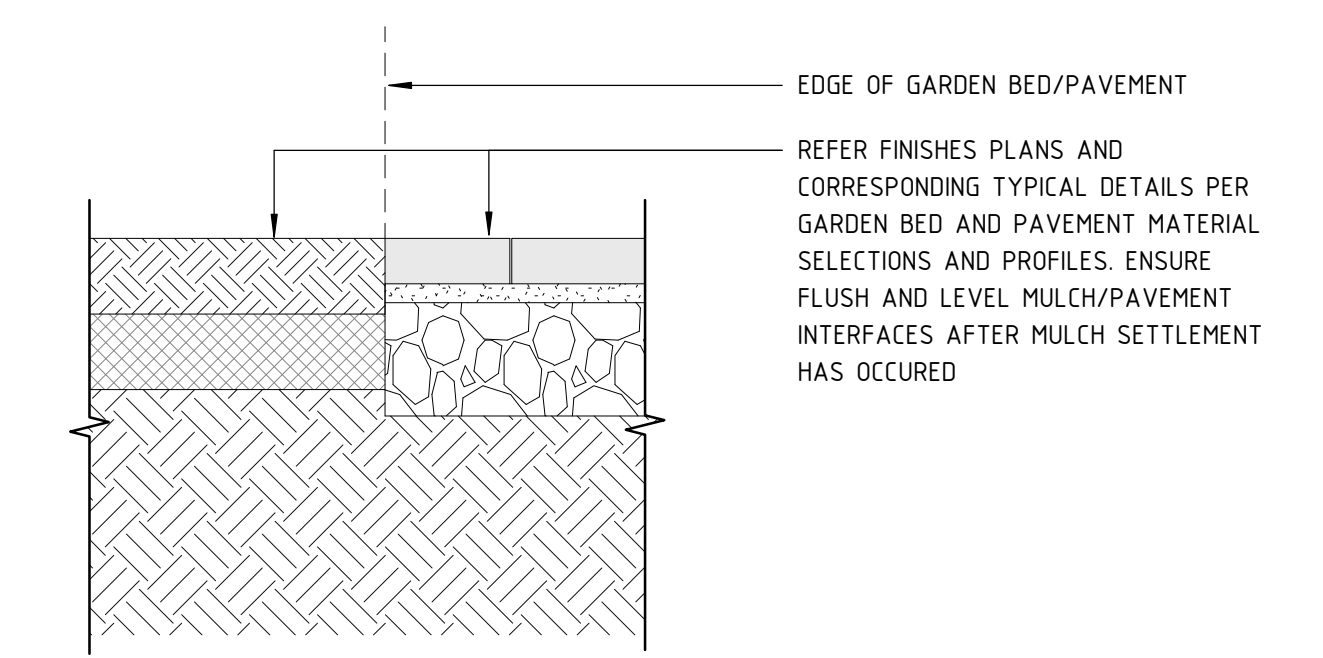 EDGE OF GARDEN BED/PAVEMENT
REFER FINISHES PLANS AND
CORRESPONDING TYPICAL DETAILS PER
GARDEN BED AND PAVEMENT MATERIAL
SELECTIONS AND PROFILES. ENSURE
FLUSH AND LEVEL MULCH/PAVEMENT
INTERFACES AFTER MULCH SETTLEMENT
HAS OCCURED